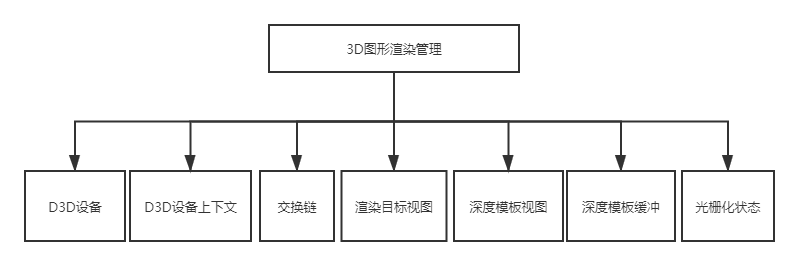 3D图形渲染管理
D3D设备
D3D设备上下文
交换链
渲染目标视图
深度模板视图
深度模板缓冲
光栅化状态